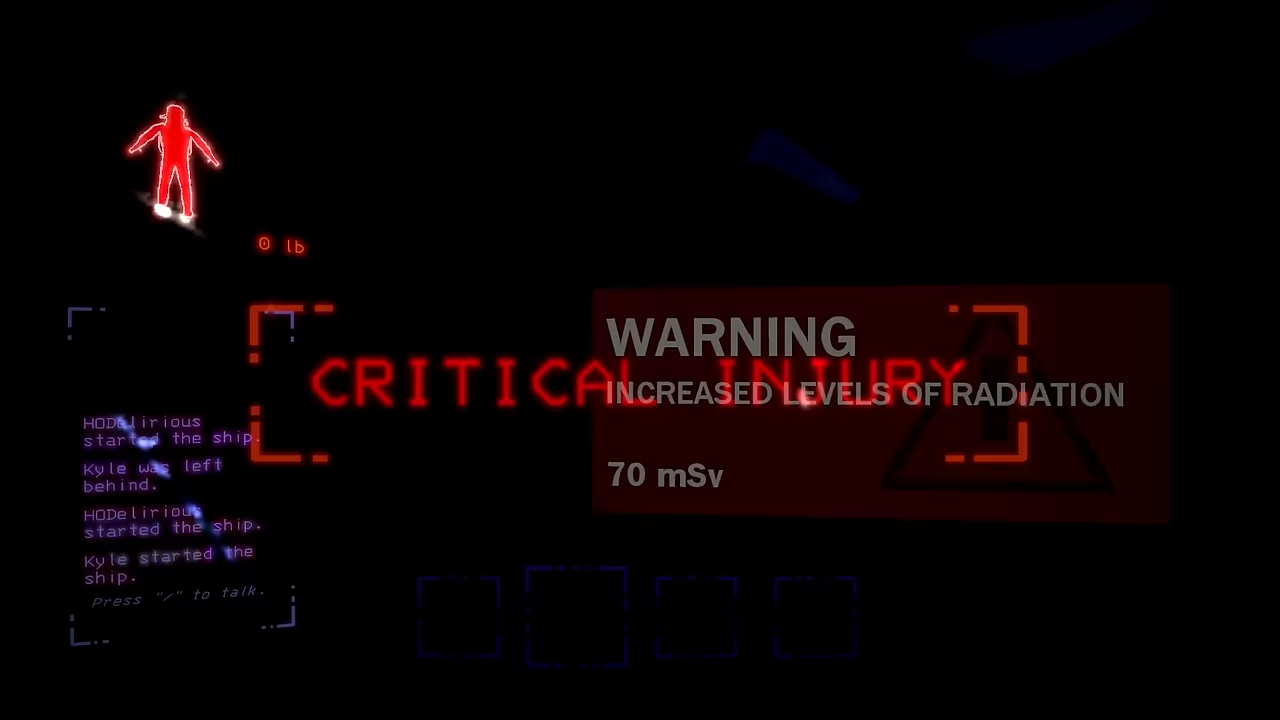 0 lb
CRITICAL INJURY
WARNING
INCREASED LEVELS OF RADIATION
70 mSv
HODelirious
started the ship.
Kyle was left
behind.
HODelirious
started the ship.
Kyle started the
ship.
Press "/" to talk.